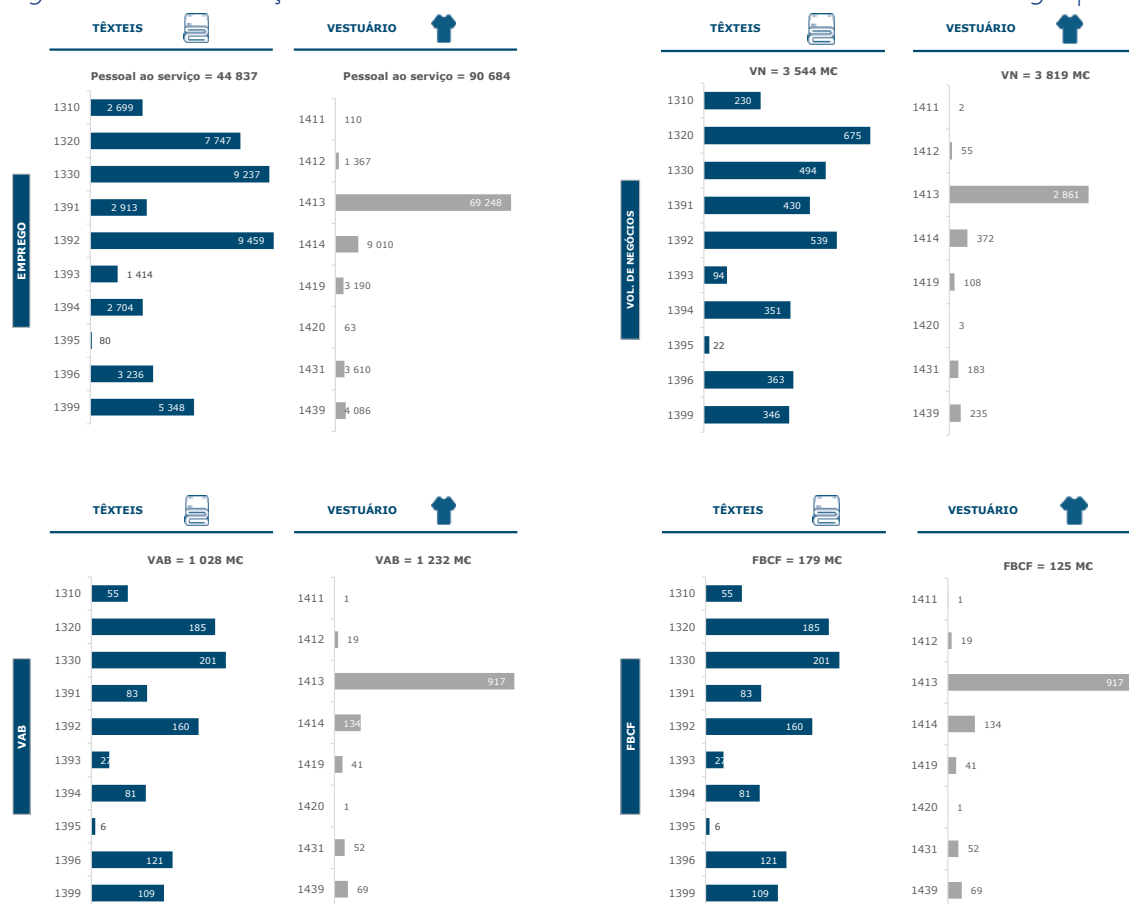 TÊXTEIS
VESTUÁRIO
Pessoal ao serviço = 44 837
Pessoal ao serviço = 90 684
EMPREGO
1310 2 699
1320 7 747
1330 9 237
1391 2 913
1392 9 459
1393 1 414
1394 2 704
1395 80
1396 3 236
1399 5 348
1411 110
1412 1 367
1413 69 248
1414 9 010
1419 3 190
1420 63
1431 3 610
1439 4 086
TÊXTEIS
VESTUÁRIO
VN = 3 544 M€
VN = 3 819 M€
VOL. DE NEGÓCIOS
1310 230
1320 675
1330 494
1391 430
1392 539
1393 94
1394 351
1395 22
1396 363
1399 346
1411 2
1412 55
1413 2 861
1414 372
1419 108
1420 3
1431 183
1439 235
TÊXTEIS
VESTUÁRIO
VAB = 1 028 M€
VAB = 1 232 M€
VAB
1310 55
1320 185
1330 201
1391 83
1392 160
1393 27
1394 81
1395 6
1396 121
1399 109
1411 1
1412 19
1413 917
1414 134
1419 41
1420 1
1431 52
1439 69
TÊXTEIS
VESTUÁRIO
FBCF = 179 M€
FBCF = 125 M€
FBCF
1310 55
1320 185
1330 201
1391 83
1392 160
1393 27
1394 81
1395 6
1396 121
1399 109
1411 1
1412 19
1413 917
1414 134
1419 41
1420 1
1431 52
1439 69